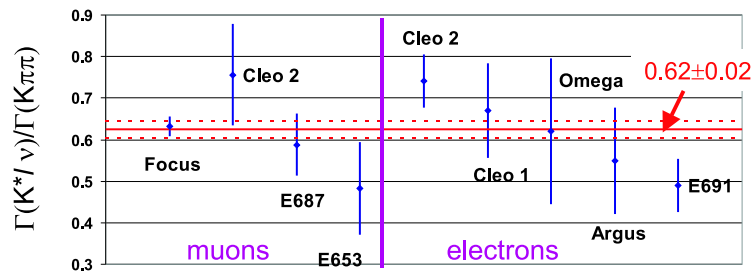 Γ(K*l ν)/Γ(Kππ)
0.9
0.8
0.7
0.6
0.5
0.4
0.3
Cleo 2
Cleo 2
Omega
0.62±0.02
Focus
E687
E653
Cleo 1
Argus
E691
muons
electrons